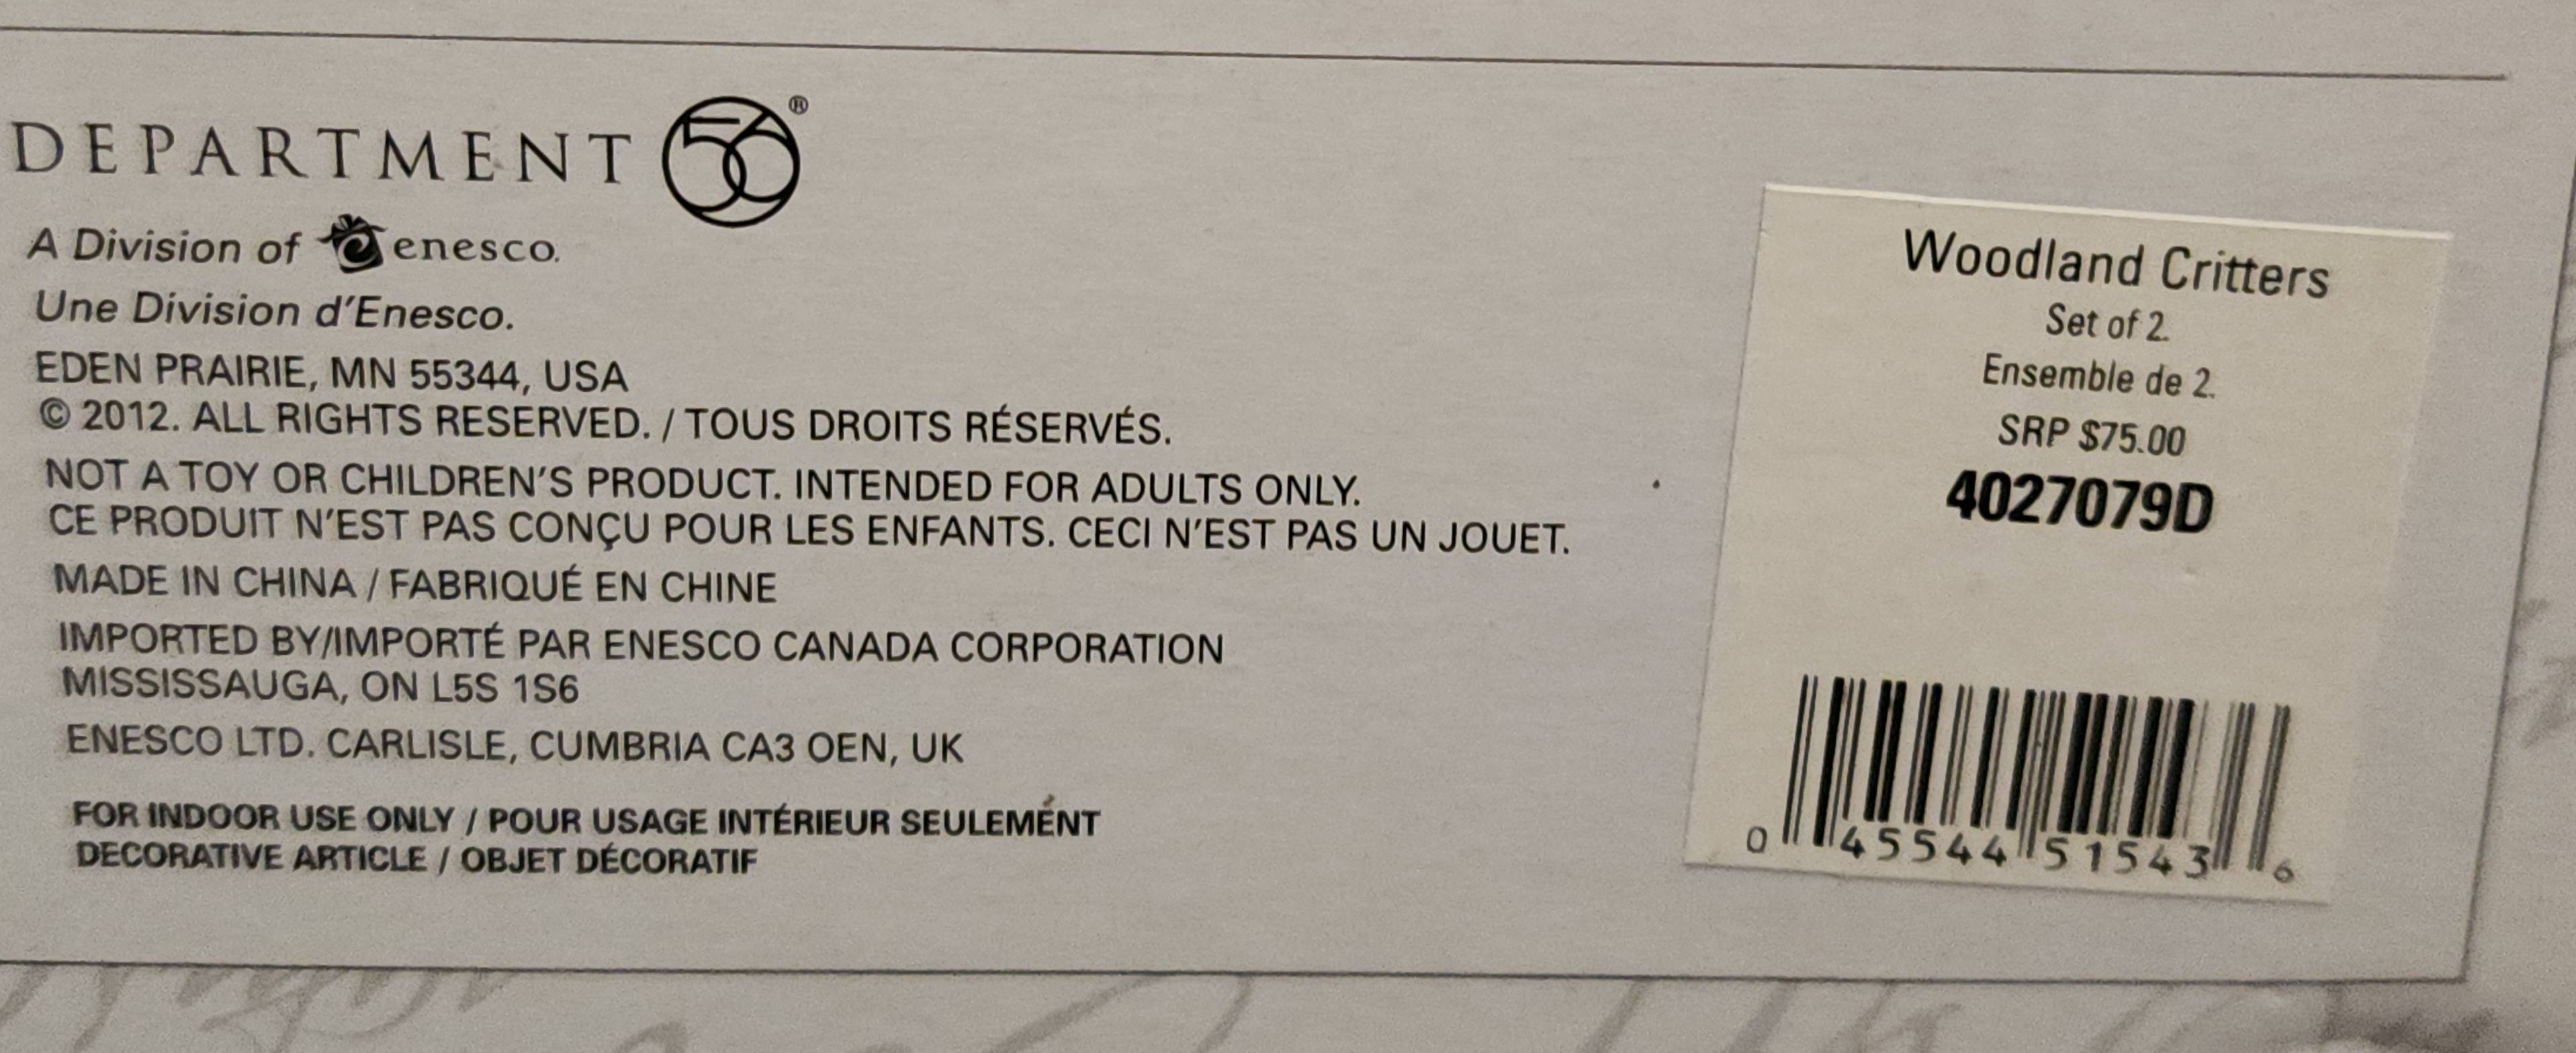 DEPARTMENT 56®
A Division of enesco.
Une Division d'Enesco.
EDEN PRAIRIE, MN 55344, USA
© 2012. ALL RIGHTS RESERVED. / TOUS DROITS RÉSERVÉS.
NOT A TOY OR CHILDREN'S PRODUCT. INTENDED FOR ADULTS ONLY.
CE PRODUIT N'EST PAS CONÇU POUR LES ENFANTS. CECI N'EST PAS UN JOUET.
MADE IN CHINA / FABRIQUÉ EN CHINE
IMPORTED BY/IMPORTÉ PAR ENESCO CANADA CORPORATION
MISSISSAUGA, ON L5S 1S6
ENESCO LTD. CARLISLE, CUMBRIA CA3 OEN, UK
FOR INDOOR USE ONLY / POUR USAGE INTÉRIEUR SEULEMÉNT
DECORATIVE ARTICLE / OBJET DÉCORATIF
Woodland Critters
Set of 2.
Ensemble de 2.
SRP $75.00
4027079D
0 45544 51543 6